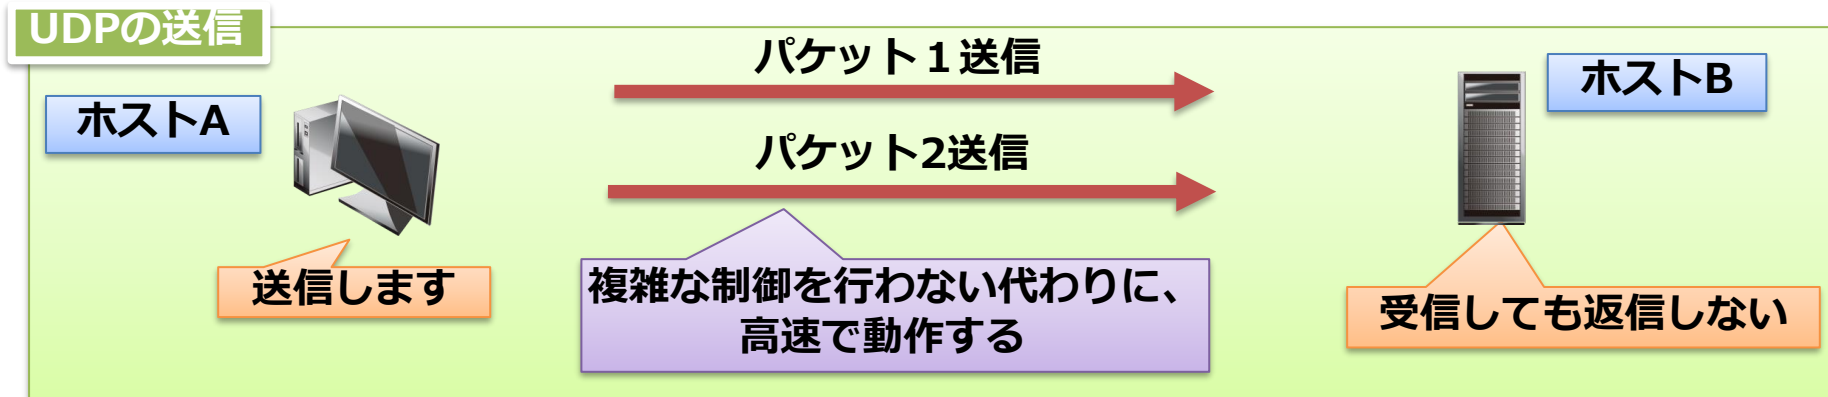 UDPの送信
パケット１送信
ホストB
ホストA
パケット2送信
送信します
複雑な制御を行わない代わりに、
高速で動作する
受信しても返信しない